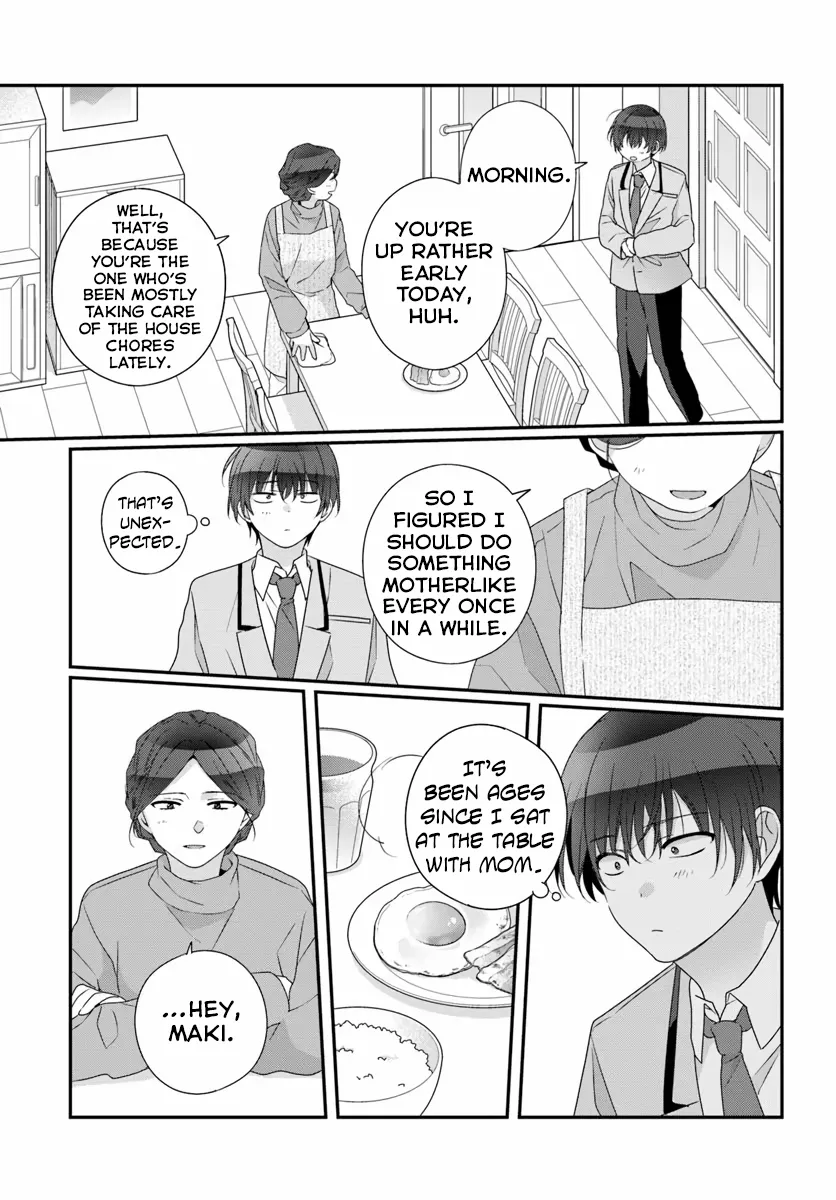 MORNING.
YOU'RE
UP RATHER
EARLY
TODAY,
HUH.
WELL,
THAT'S
BECAUSE
YOU'RE THE
ONE WHO'S
BEEN MOSTLY
TAKING CARE
OF THE HOUSE
CHORES
LATELY.
SO I
FIGURED I
SHOULD DO
SOMETHING
MOTHERLIKE
EVERY ONCE
IN A WHILE.
THAT'S
UNEX-
PECTED.
IT'S
BEEN AGES
SINCE I SAT
AT THE TABLE
WITH MOM.
...HEY,
MAKI.